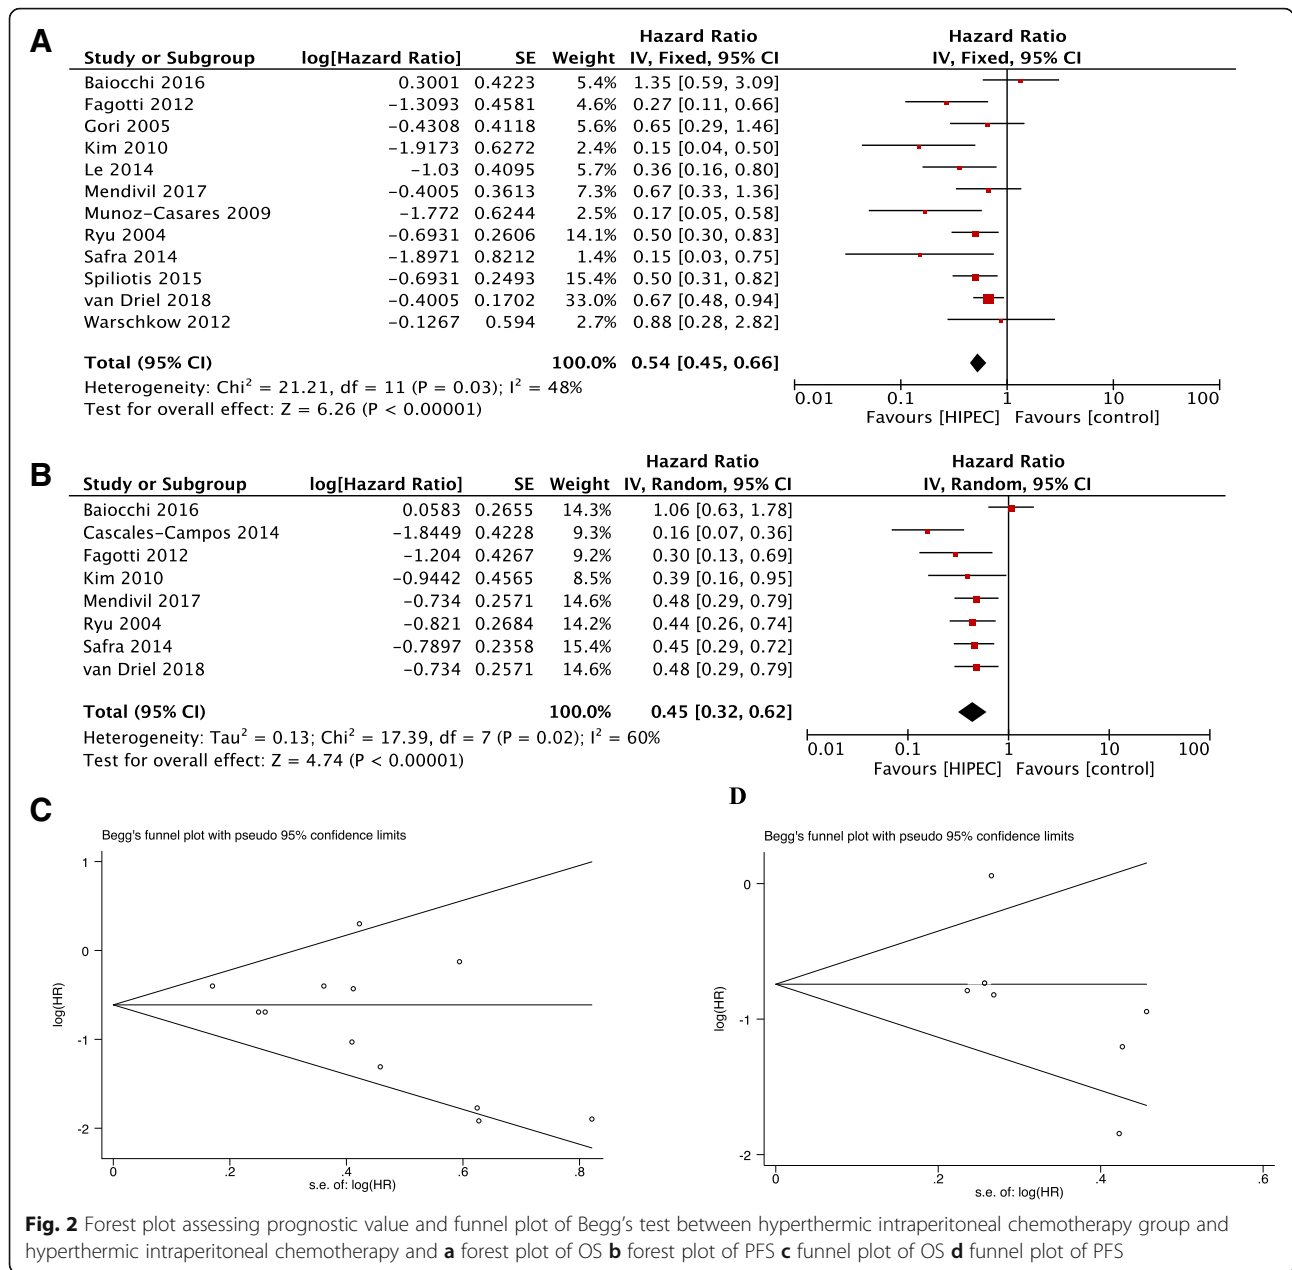 A
Hazard Ratio Hazard Ratio
Study or Subgroup log[Hazard Ratio] SE Weight IV, Fixed, 95% CI IV, Fixed, 95% CI
Baiocchi 2016 0.3001 0.4223 5.4% 1.35 [0.59, 3.09]
Fagotti 2012 −1.3093 0.4581 4.6% 0.27 [0.11, 0.66]
Gori 2005 −0.4308 0.4118 5.6% 0.65 [0.29, 1.46]
Kim 2010 −1.9173 0.6272 2.4% 0.15 [0.04, 0.50]
Le 2014 −1.03 0.4095 5.7% 0.36 [0.16, 0.80]
Mendivil 2017 −0.4005 0.3613 7.3% 0.67 [0.33, 1.36]
Munoz−Casares 2009 −1.772 0.6244 2.5% 0.17 [0.05, 0.58]
Ryu 2004 −0.6931 0.2606 14.1% 0.50 [0.30, 0.83]
Safra 2014 −1.8971 0.8212 1.4% 0.15 [0.03, 0.75]
Spiliotis 2015 −0.6931 0.2493 15.4% 0.50 [0.31, 0.82]
van Driel 2018 −0.4005 0.1702 33.0% 0.67 [0.48, 0.94]
Warschkow 2012 −0.1267 0.594 2.7% 0.88 [0.28, 2.82]
Total (95% CI) 100.0% 0.54 [0.45, 0.66]
Heterogeneity: Chi² = 21.21, df = 11 (P = 0.03); I² = 48%
Test for overall effect: Z = 6.26 (P < 0.00001)
0.01 0.1 1 10 100
Favours [HIPEC] Favours [control]
B
Hazard Ratio Hazard Ratio
Study or Subgroup log[Hazard Ratio] SE Weight IV, Random, 95% CI IV, Random, 95% CI
Baiocchi 2016 0.0583 0.2655 14.3% 1.06 [0.63, 1.78]
Cascales−Campos 2014 −1.8449 0.4228 9.3% 0.16 [0.07, 0.36]
Fagotti 2012 −1.204 0.4267 9.2% 0.30 [0.13, 0.69]
Kim 2010 −0.9442 0.4565 8.5% 0.39 [0.16, 0.95]
Mendivil 2017 −0.734 0.2571 14.6% 0.48 [0.29, 0.79]
Ryu 2004 −0.821 0.2684 14.2% 0.44 [0.26, 0.74]
Safra 2014 −0.7897 0.2358 15.4% 0.45 [0.29, 0.72]
van Driel 2018 −0.734 0.2571 14.6% 0.48 [0.29, 0.79]
Total (95% CI) 100.0% 0.45 [0.32, 0.62]
Heterogeneity: Tau² = 0.13; Chi² = 17.39, df = 7 (P = 0.02); I² = 60%
Test for overall effect: Z = 4.74 (P < 0.00001)
0.01 0.1 1 10 100
Favours [HIPEC] Favours [control]
C
Begg's funnel plot with pseudo 95% confidence limits
log(HR)
1
0
-1
-2
0 .2 .4 .6 .8
s.e. of: log(HR)
D
Begg's funnel plot with pseudo 95% confidence limits
log(HR)
0
-1
-2
0 .2 .4 .6
s.e. of: log(HR)
Fig. 2 Forest plot assessing prognostic value and funnel plot of Begg's test between hyperthermic intraperitoneal chemotherapy group and
hyperthermic intraperitoneal chemotherapy and a forest plot of OS b forest plot of PFS c funnel plot of OS d funnel plot of PFS